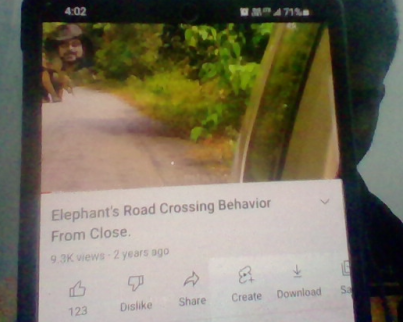 4:02
71%
Elephant's Road Crossing Behavior
From Close.
9.3K views · 2 years ago
123
Dislike
Share
Create
Download
Sa